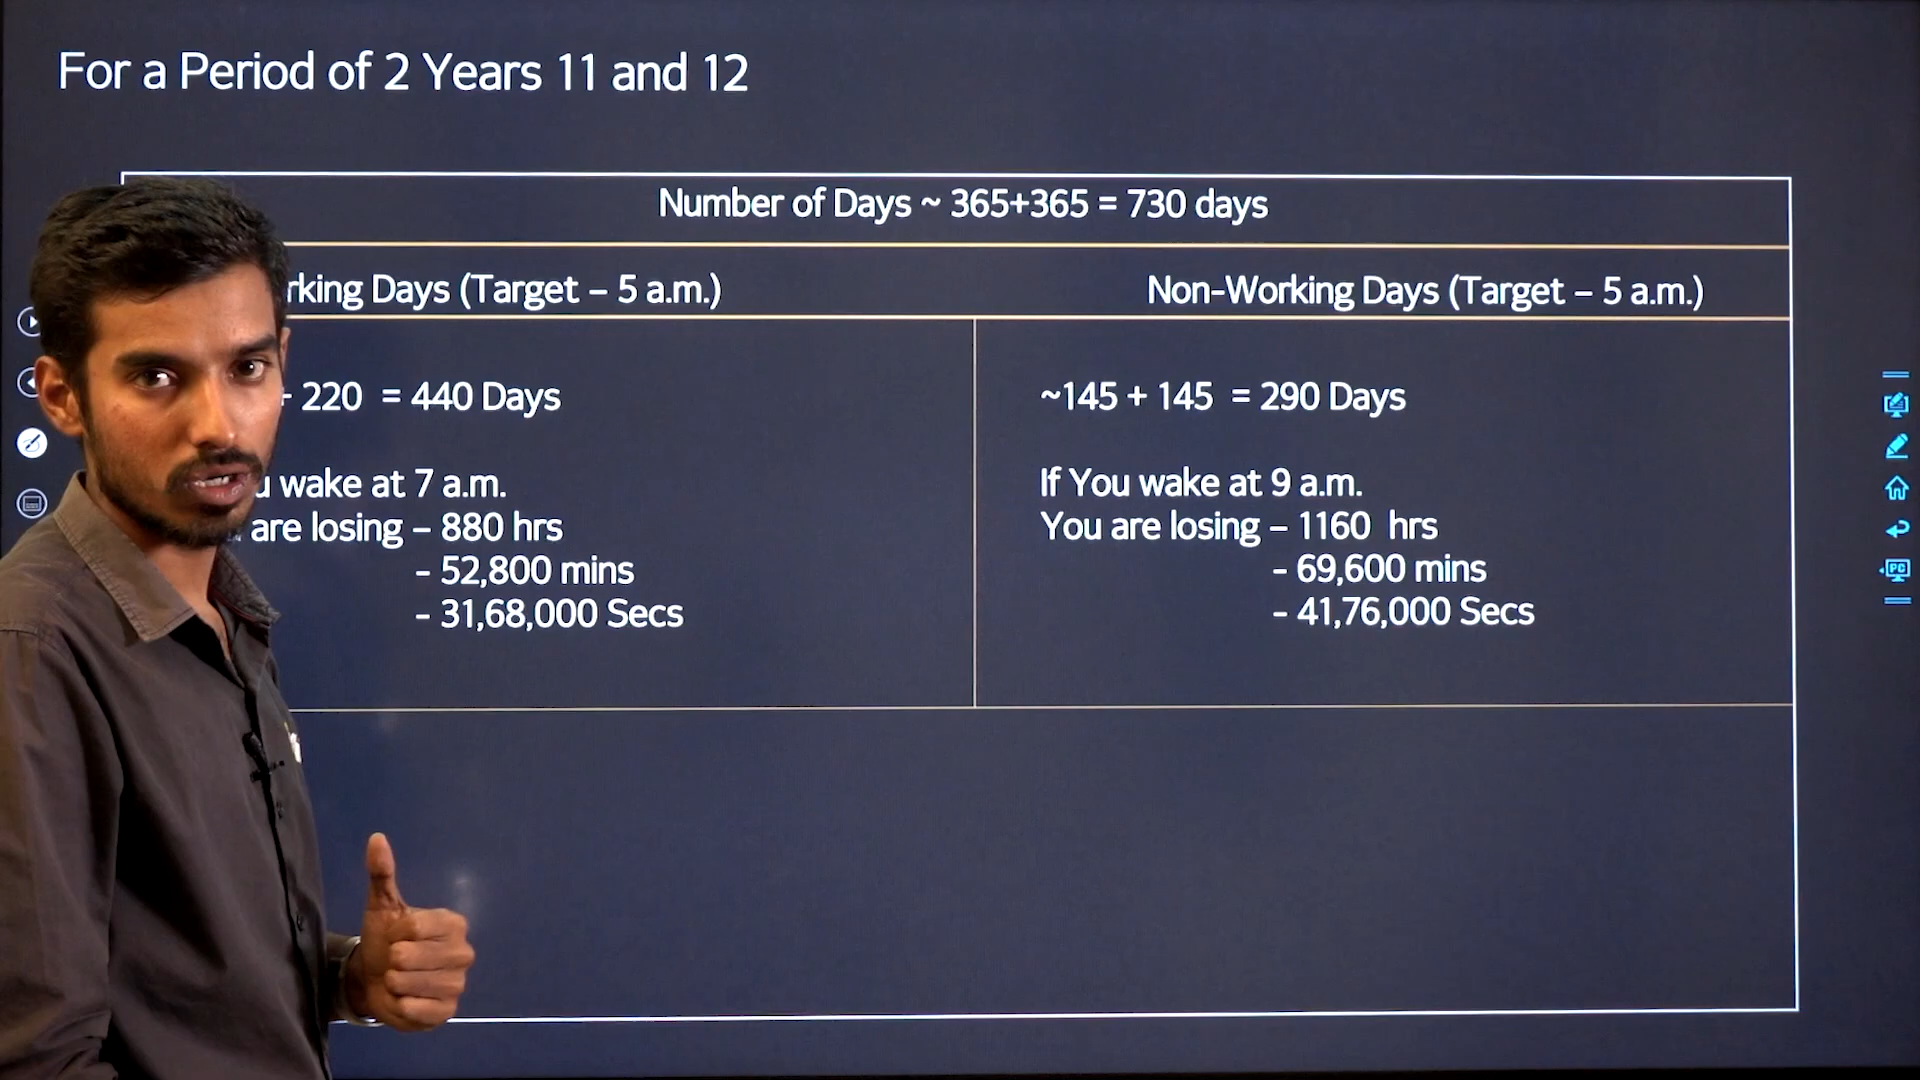 For a Period of 2 Years 11 and 12
Number of Days ~ 365+365 = 730 days
Days (Target – 5 a.m.)
Non-Working Days (Target – 5 a.m.)
220 = 440 Days
~145 + 145 = 290 Days
wake at 7 a.m.
are losing – 880 hrs
- 52,800 mins
- 31,68,000 Secs
If You wake at 9 a.m.
You are losing – 1160 hrs
- 69,600 mins
- 41,76,000 Secs
PC